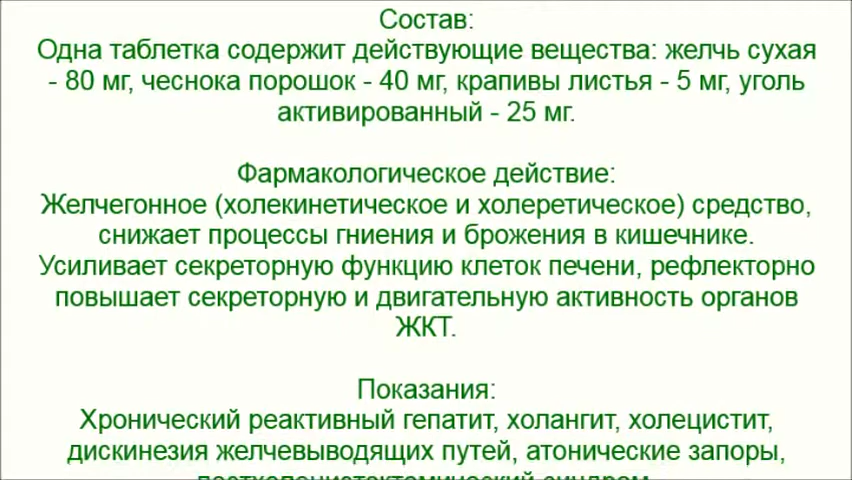 Состав:
Одна таблетка содержит действующие вещества: желчь сухая
- 80 мг, чеснока порошок - 40 мг, крапивы листья - 5 мг, уголь
активированный - 25 мг.
Фармакологическое действие:
Желчегонное (холекинетическое и холеретическое) средство,
снижает процессы гниения и брожения в кишечнике.
Усиливает секреторную функцию клеток печени, рефлекторно
повышает секреторную и двигательную активность органов
ЖКТ.
Показания:
Хронический реактивный гепатит, холангит, холецистит,
дискинезия желчевыводящих путей, атонические запоры,